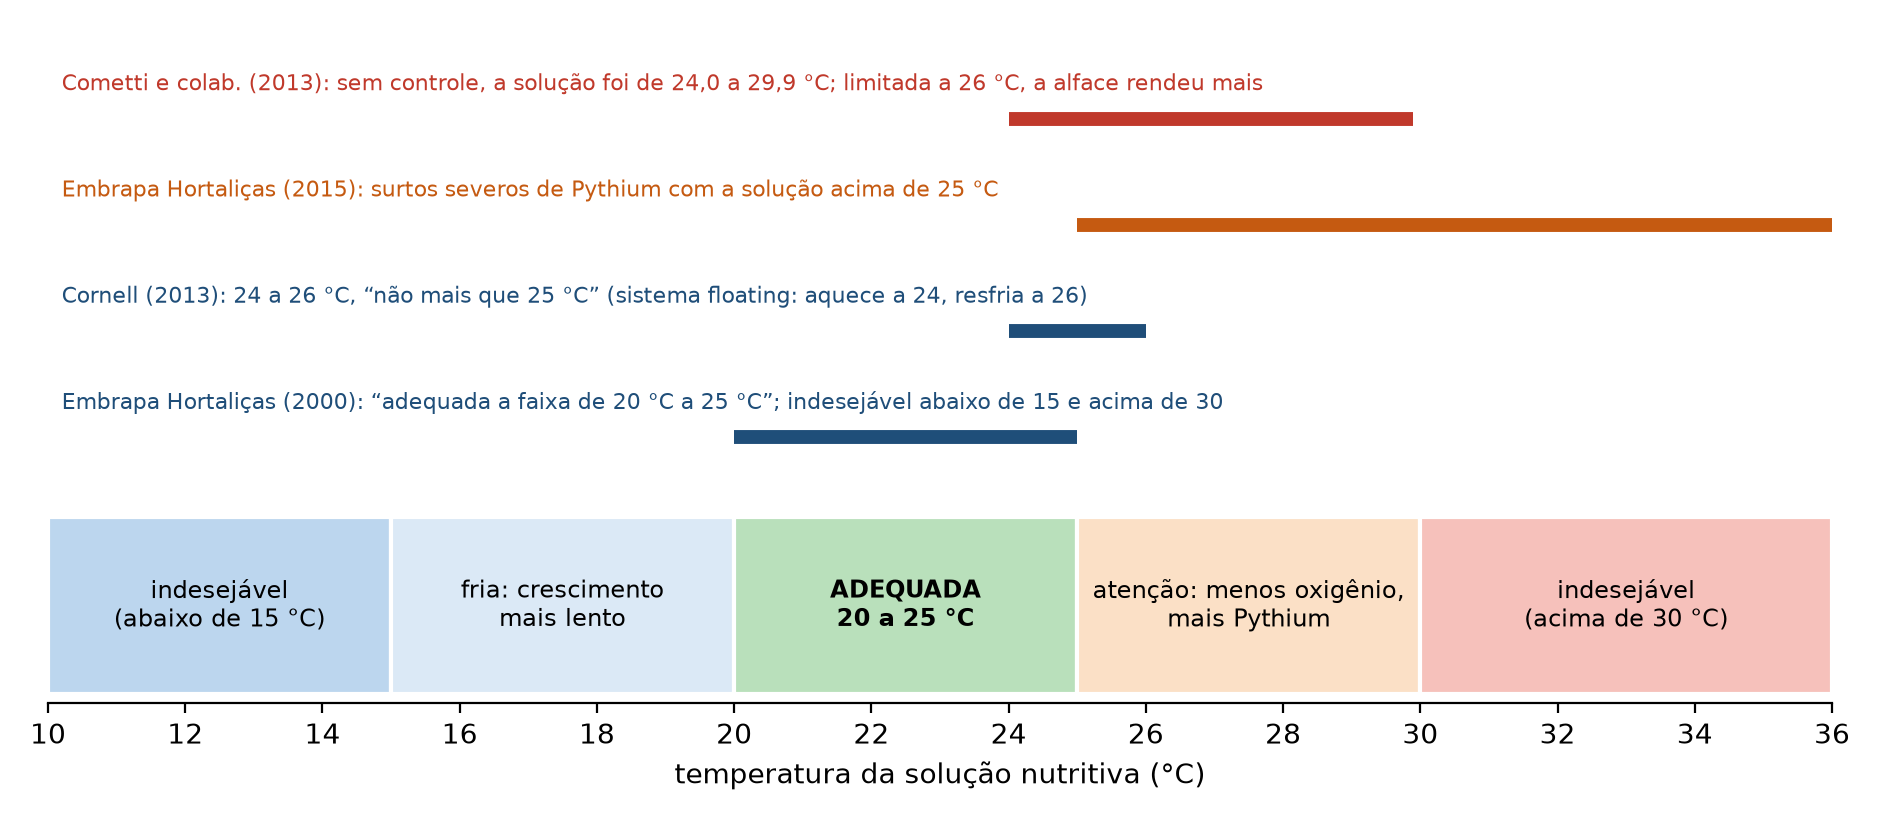 Cometti e colab. (2013): sem controle, a solução foi de 24,0 a 29,9 °C; limitada a 26 °C, a alface rendeu mais
Embrapa Hortaliças (2015): surtos severos de Pythium com a solução acima de 25 °C
Cornell (2013): 24 a 26 °C, “não mais que 25 °C” (sistema floating: aquece a 24, resfria a 26)
Embrapa Hortaliças (2000): “adequada a faixa de 20 °C a 25 °C”; indesejável abaixo de 15 e acima de 30
indesejável
(abaixo de 15 °C)
fria: crescimento
mais lento
ADEQUADA
20 a 25 °C
atenção: menos oxigênio,
mais Pythium
indesejável
(acima de 30 °C)
10 12 14 16 18 20 22 24 26 28 30 32 34 36
temperatura da solução nutritiva (°C)